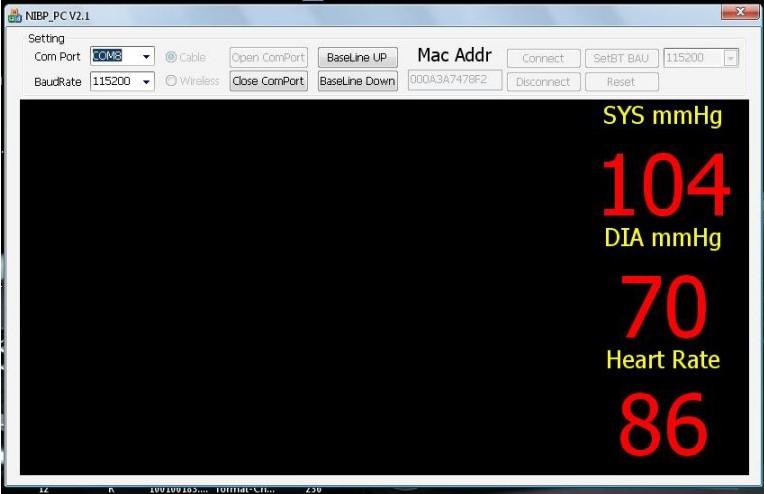 NIBP_PC V2.1
Setting
Com Port COM8 Cable Open ComPort BaseLine UP Mac Addr Connect SetBT BAU 115200
BaudRate 115200 Wireless Close ComPort BaseLine Down 000A3A7478F2 Disconnect Reset
SYS mmHg
104
DIA mmHg
70
Heart Rate
86